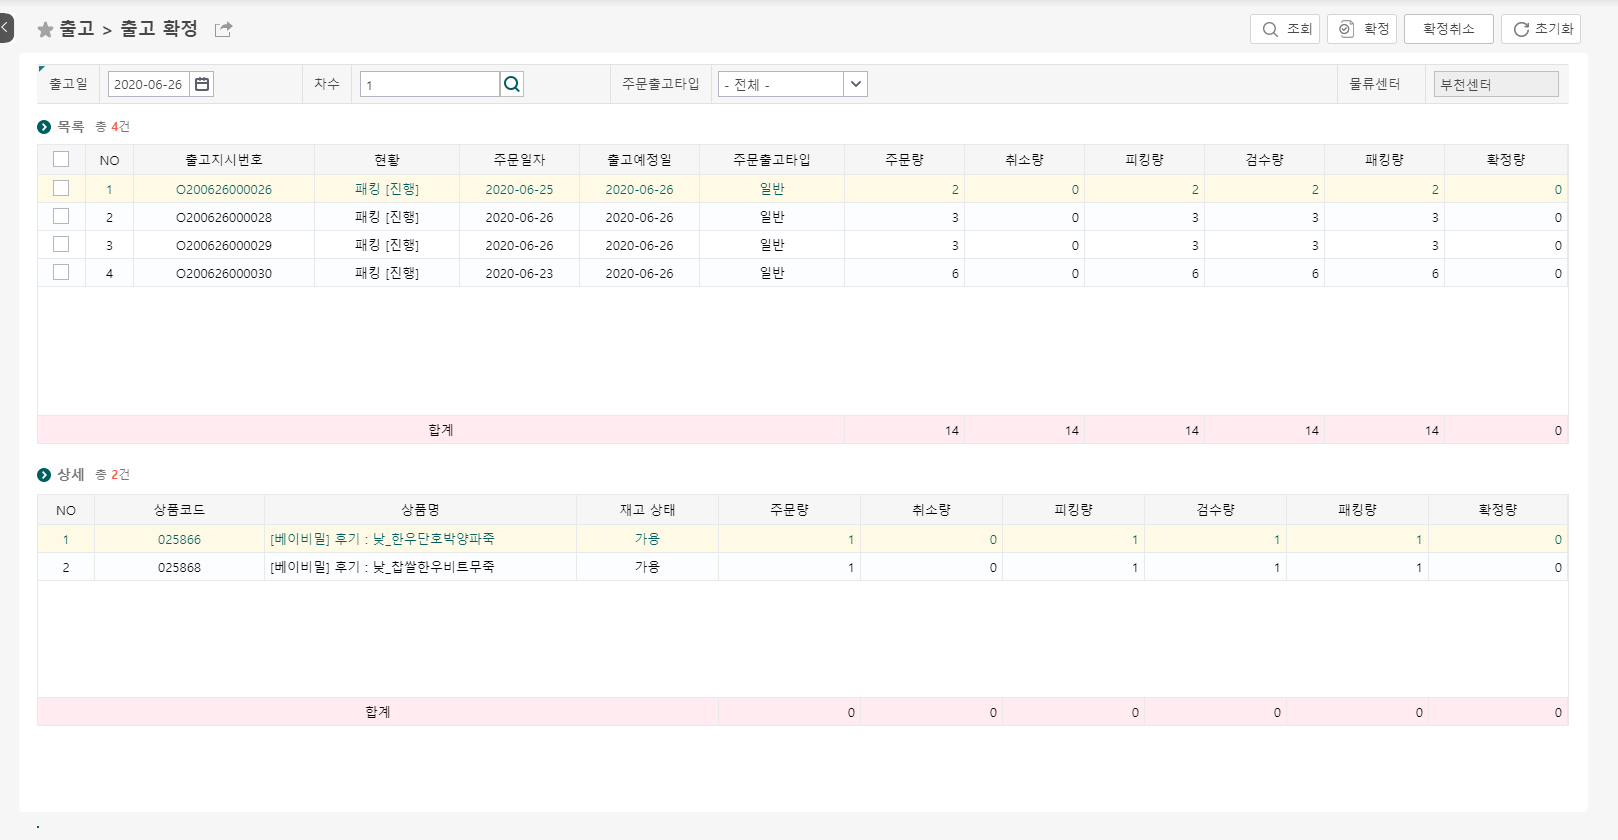 출고 > 출고 확정
조회 확정 확정취소 초기화
출고일 2020-06-26 차수 1 주문출고타입 - 전체 - 물류센터 부천센터
목록 총 4건
NO 출고지시번호 현황 주문일자 출고예정일 주문출고타입 주문량 취소량 피킹량 검수량 패킹량 확정량
1 O200626000026 패킹 [진행] 2020-06-25 2020-06-26 일반 2 0 2 2 2 0
2 O200626000028 패킹 [진행] 2020-06-26 2020-06-26 일반 3 0 3 3 3 0
3 O200626000029 패킹 [진행] 2020-06-26 2020-06-26 일반 3 0 3 3 3 0
4 O200626000030 패킹 [진행] 2020-06-23 2020-06-26 일반 6 0 6 6 6 0
합계 14 14 14 14 14 0
상세 총 2건
NO 상품코드 상품명 재고 상태 주문량 취소량 피킹량 검수량 패킹량 확정량
1 025866 [베이비밀] 후기 : 낮_한우단호박양파죽 가용 1 0 1 1 1 0
2 025868 [베이비밀] 후기 : 낮_찹쌀한우비트무죽 가용 1 0 1 1 1 0
합계 0 0 0 0 0 0